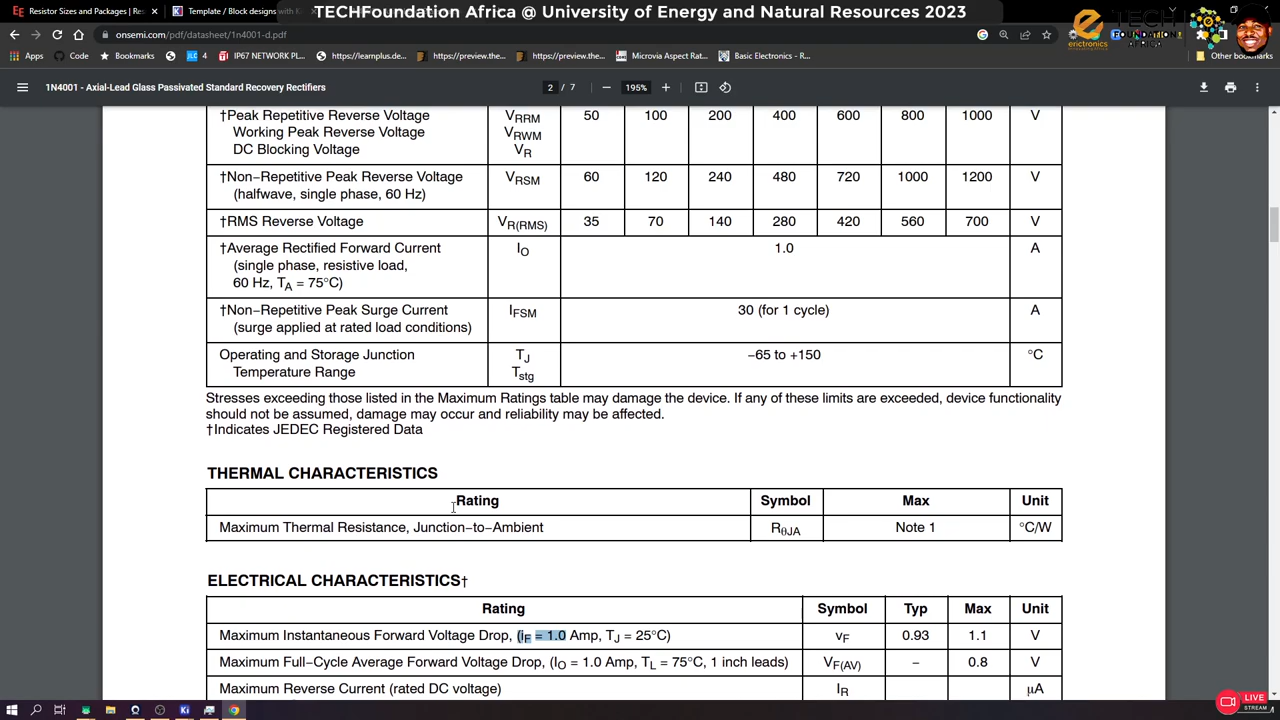 EE Resistor Sizes and Packages | Res
Template / Block designs with Ki
TECHFoundation Africa @ University of Energy and Natural Resources 2023
onsemi.com/pdf/datasheet/1n4001-d.pdf
Apps
Code
Bookmarks
JLC 4
IP67 NETWORK PL...
https://learnplus.de...
https://preview.the...
https://preview.the...
Microvia Aspect Rat...
Basic Electronics – R...
Other bookmarks
erictronics
TECH
FOUNDATION
AFRICA
1N4001 - Axial-Lead Glass Passivated Standard Recovery Rectifiers
2 / 7
195%
†Peak Repetitive Reverse Voltage VRRM 50 100 200 400 600 800 1000 V
Working Peak Reverse Voltage VRWM
DC Blocking Voltage VR
†Non−Repetitive Peak Reverse Voltage VRSM 60 120 240 480 720 1000 1200 V
(halfwave, single phase, 60 Hz)
†RMS Reverse Voltage VR(RMS) 35 70 140 280 420 560 700 V
†Average Rectified Forward Current IO 1.0 A
(single phase, resistive load,
60 Hz, TA = 75°C)
†Non−Repetitive Peak Surge Current IFSM 30 (for 1 cycle) A
(surge applied at rated load conditions)
Operating and Storage Junction TJ −65 to +150 °C
Temperature Range Tstg
Stresses exceeding those listed in the Maximum Ratings table may damage the device. If any of these limits are exceeded, device functionality
should not be assumed, damage may occur and reliability may be affected.
†Indicates JEDEC Registered Data
THERMAL CHARACTERISTICS
Rating Symbol Max Unit
Maximum Thermal Resistance, Junction−to−Ambient RθJA Note 1 °C/W
ELECTRICAL CHARACTERISTICS†
Rating Symbol Typ Max Unit
Maximum Instantaneous Forward Voltage Drop, (iF = 1.0 Amp, TJ = 25°C) vF 0.93 1.1 V
Maximum Full−Cycle Average Forward Voltage Drop, (IO = 1.0 Amp, TL = 75°C, 1 inch leads) VF(AV) − 0.8 V
Maximum Reverse Current (rated DC voltage) IR μA
LIVE
STREAM